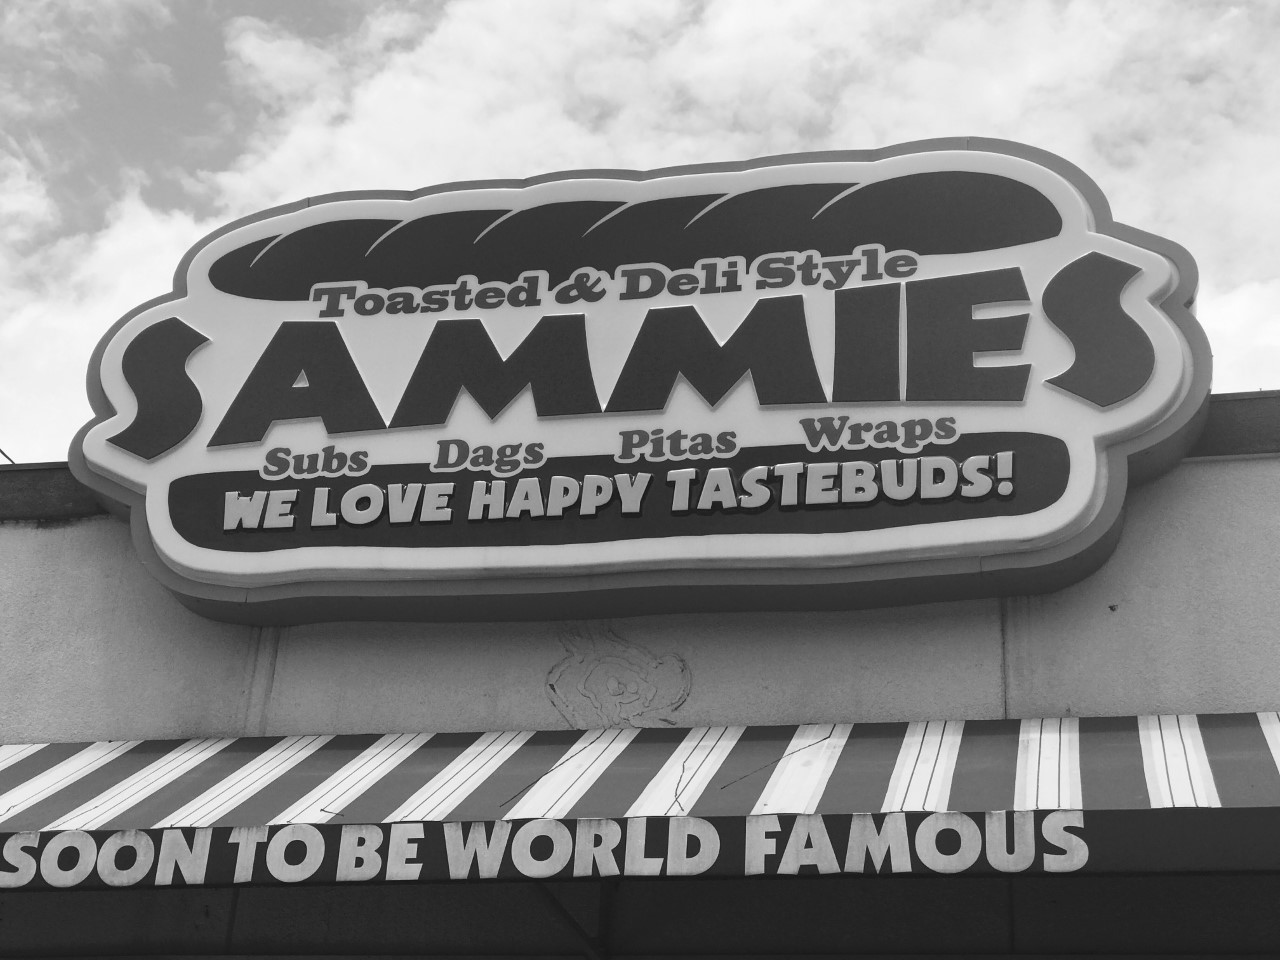 Toasted & Deli Style
SAMMIES
Subs Dags Pitas Wraps
WE LOVE HAPPY TASTEBUDS!
SOON TO BE WORLD FAMOUS